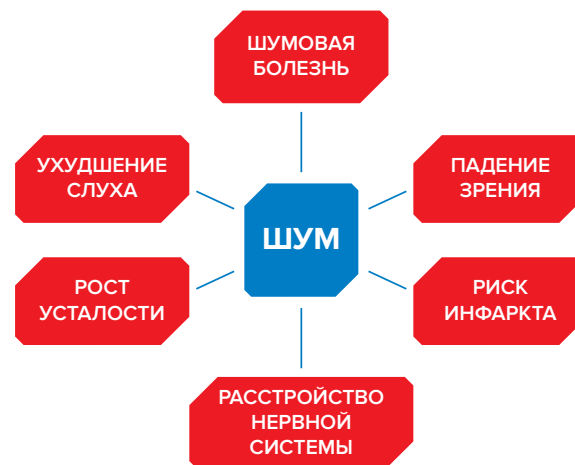 ШУМОВАЯ
БОЛЕЗНЬ
УХУДШЕНИЕ
СЛУХА
ПАДЕНИЕ
ЗРЕНИЯ
ШУМ
РОСТ
УСТАЛОСТИ
РИСК
ИНФАРКТА
РАССТРОЙСТВО
НЕРВНОЙ
СИСТЕМЫ